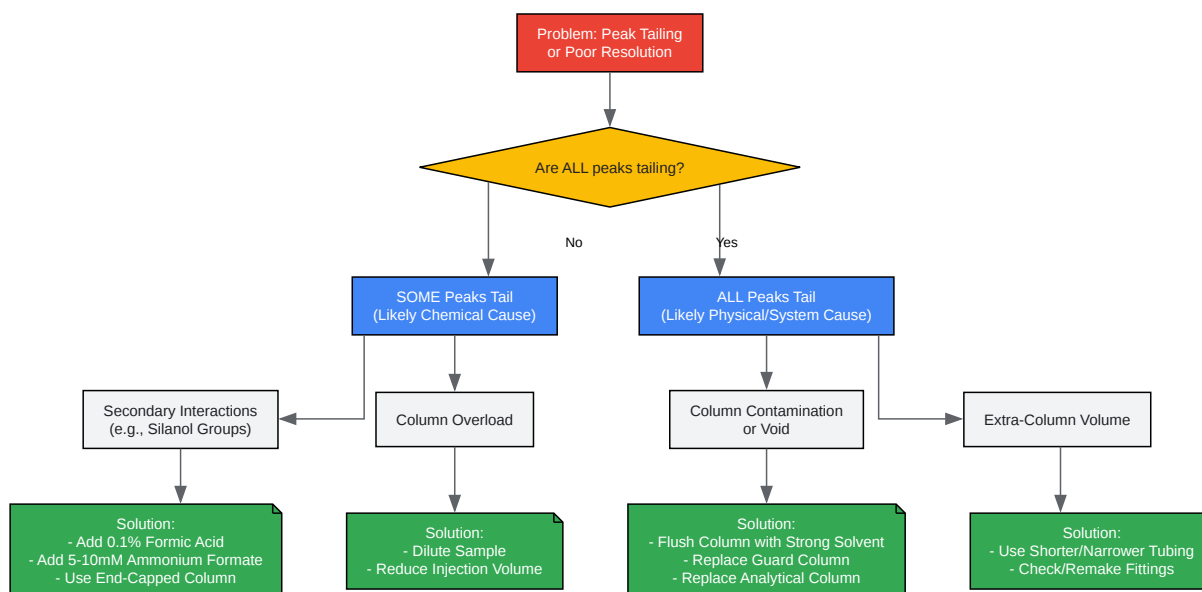 Problem: Peak Tailing
or Poor Resolution
Are ALL peaks tailing?
No
Yes
SOME Peaks Tail
(Likely Chemical Cause)
ALL Peaks Tail
(Likely Physical/System Cause)
Secondary Interactions
(e.g., Silanol Groups)
Column Overload
Column Contamination
or Void
Extra-Column Volume
Solution:
- Add 0.1% Formic Acid
- Add 5-10mM Ammonium Formate
- Use End-Capped Column
Solution:
- Dilute Sample
- Reduce Injection Volume
Solution:
- Flush Column with Strong Solvent
- Replace Guard Column
- Replace Analytical Column
Solution:
- Use Shorter/Narrower Tubing
- Check/Remake Fittings